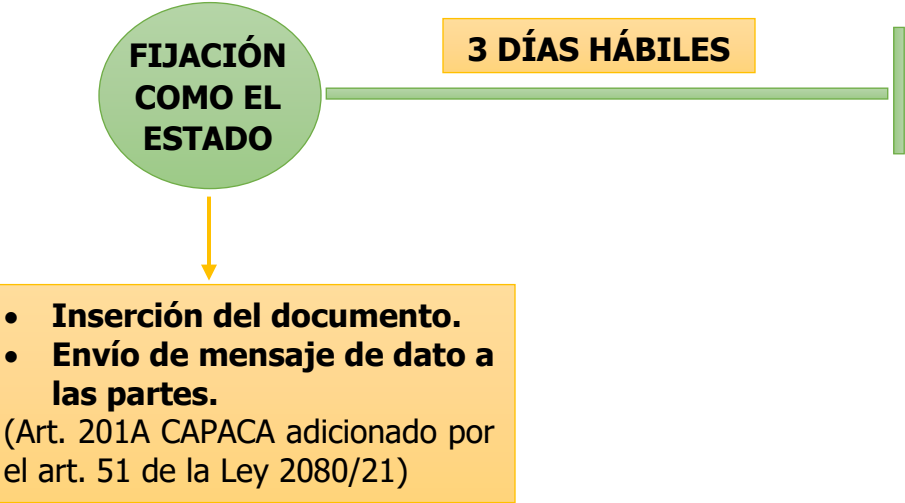 FIJACIÓN
COMO EL
ESTADO
3 DÍAS HÁBILES
• Inserción del documento.
• Envío de mensaje de dato a
las partes.
(Art. 201A CAPACA adicionado por
el art. 51 de la Ley 2080/21)